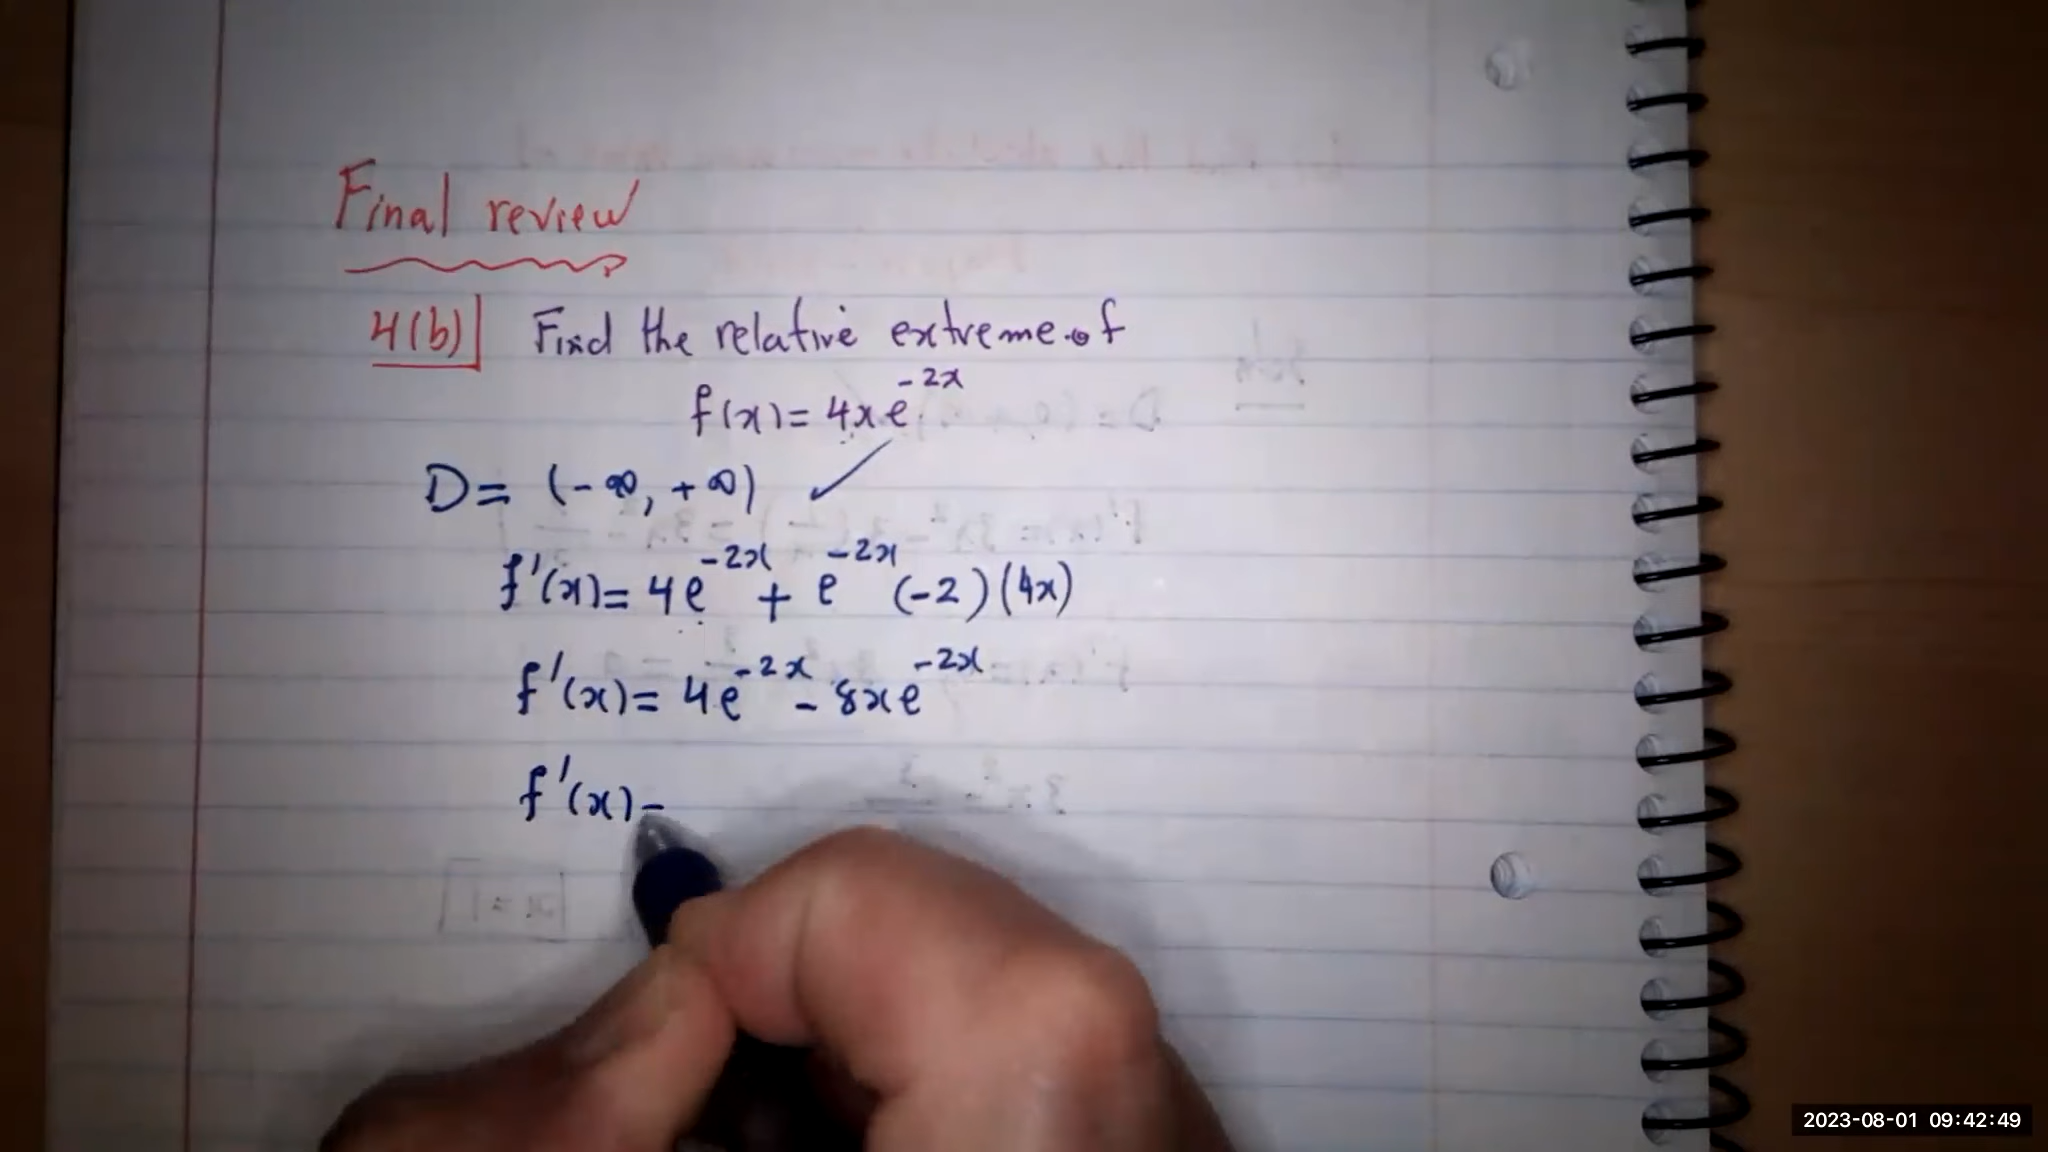 Final review
4(b) Find the relative extreme of
f(x) = 4xe^-2x
D = (-∞, +∞)
f'(x) = 4e^-2x + e^-2x (-2)(4x)
f'(x) = 4e^-2x - 8xe^-2x
f'(x) -
2023-08-01 09:42:49